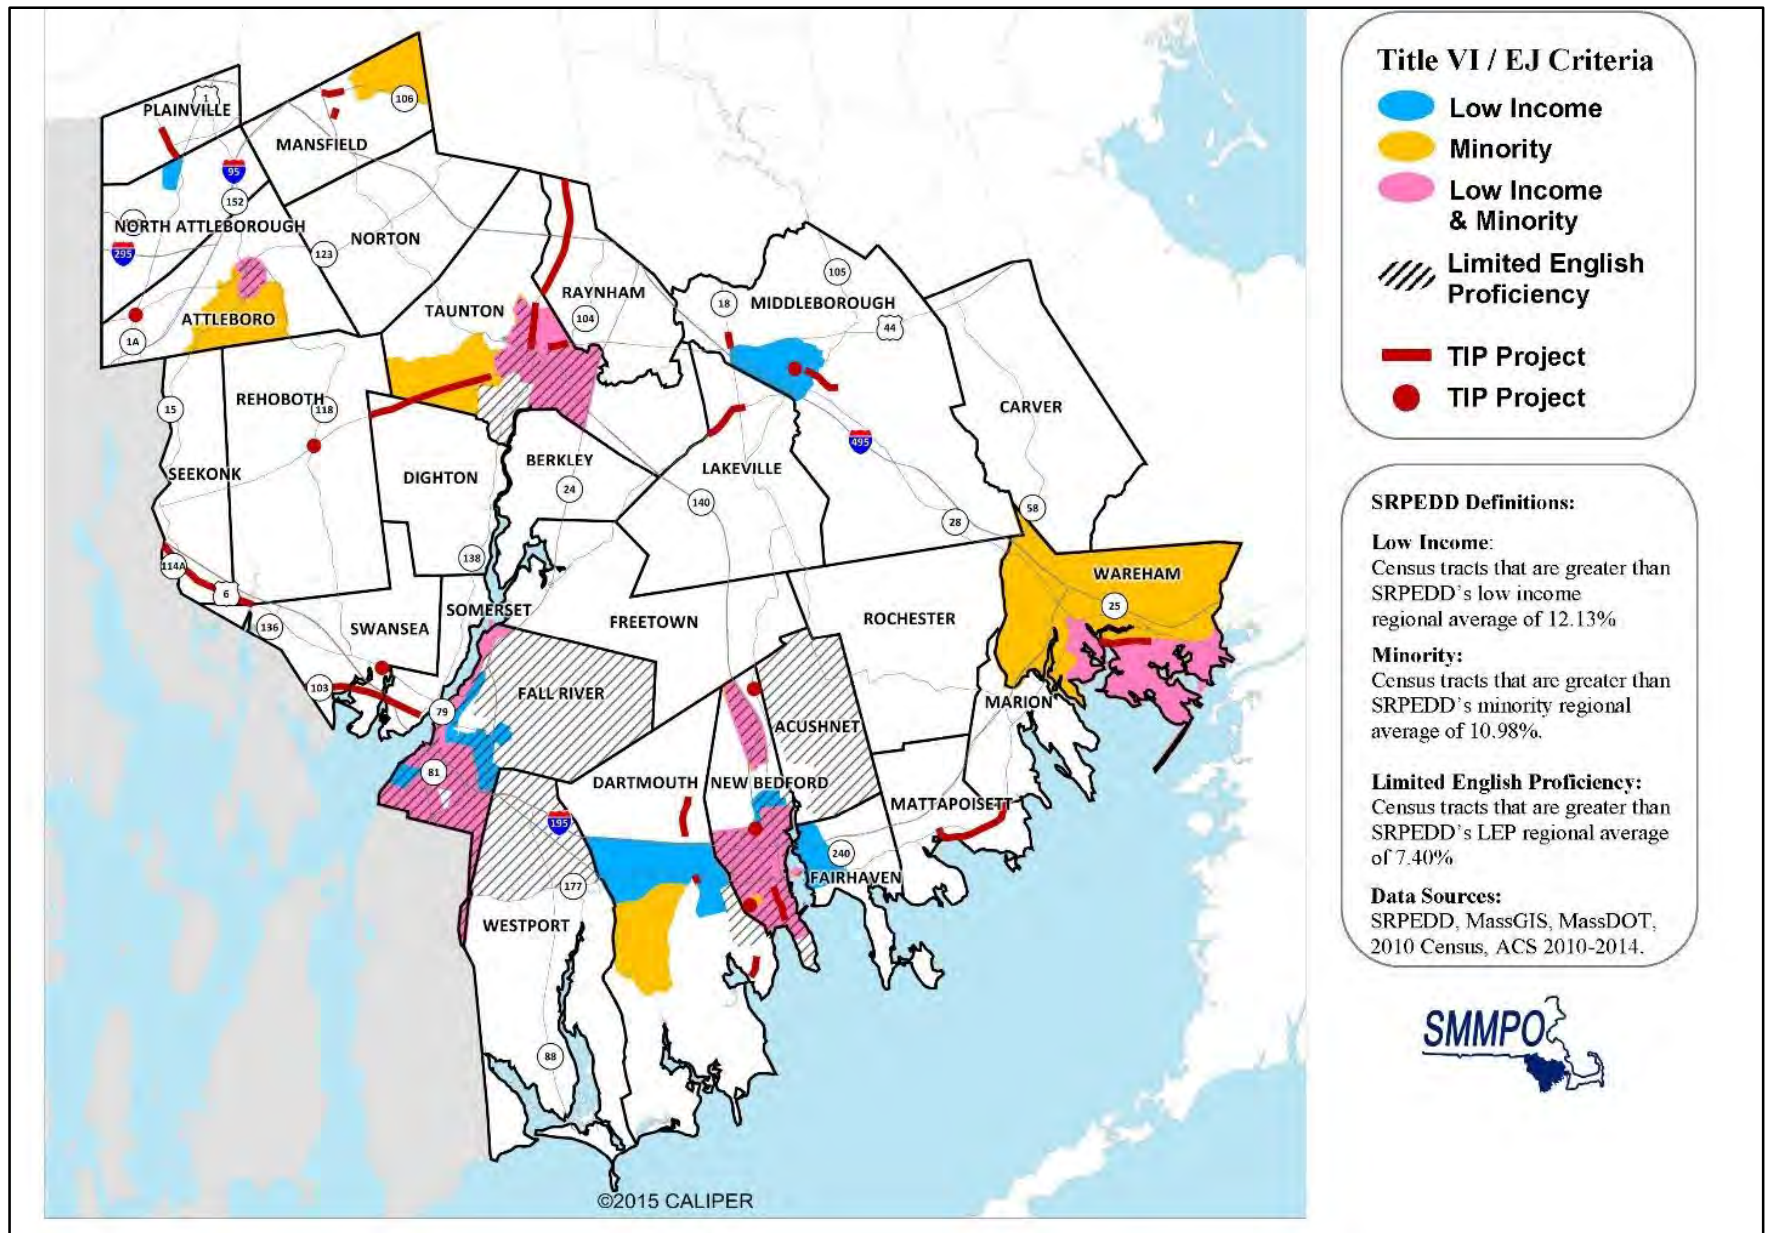 Title VI / EJ Criteria
Low Income
Minority
Low Income
& Minority
Limited English
Proficiency
TIP Project
TIP Project
SRPEDD Definitions:
Low Income:
Census tracts that are greater than
SRPEDD's low income
regional average of 12.13%
Minority:
Census tracts that are greater than
SRPEDD's minority regional
average of 10.98%.
Limited English Proficiency:
Census tracts that are greater than
SRPEDD's LEP regional average
of 7.40%
Data Sources:
SRPEDD, MassGIS, MassDOT,
2010 Census, ACS 2010-2014.
SMMPO
PLAINVILLE
1
106
MANSFIELD
95
152
NORTH ATTLEBOROUGH
295
123
NORTON
ATTLEBORO
1A
TAUNTON
RAYNHAM
104
105
18
MIDDLEBOROUGH
44
REHOBOTH
118
15
CARVER
SEEKONK
DIGHTON
BERKLEY
24
LAKEVILLE
495
140
28
58
138
114A
6
136
SWANSEA
SOMERSET
FREETOWN
ROCHESTER
WAREHAM
25
103
79
FALL RIVER
ACUSHNET
MARION
81
DARTMOUTH
NEW BEDFORD
MATTAPOISETT
195
240
FAIRHAVEN
177
WESTPORT
88
©2015 CALIPER